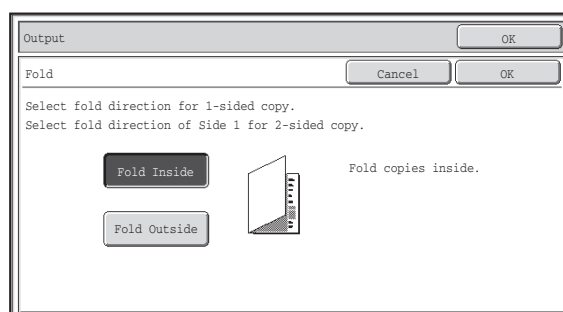 Output OK
Fold Cancel OK
Select fold direction for 1-sided copy.
Select fold direction of Side 1 for 2-sided copy.
Fold Inside Fold copies inside.
Fold Outside